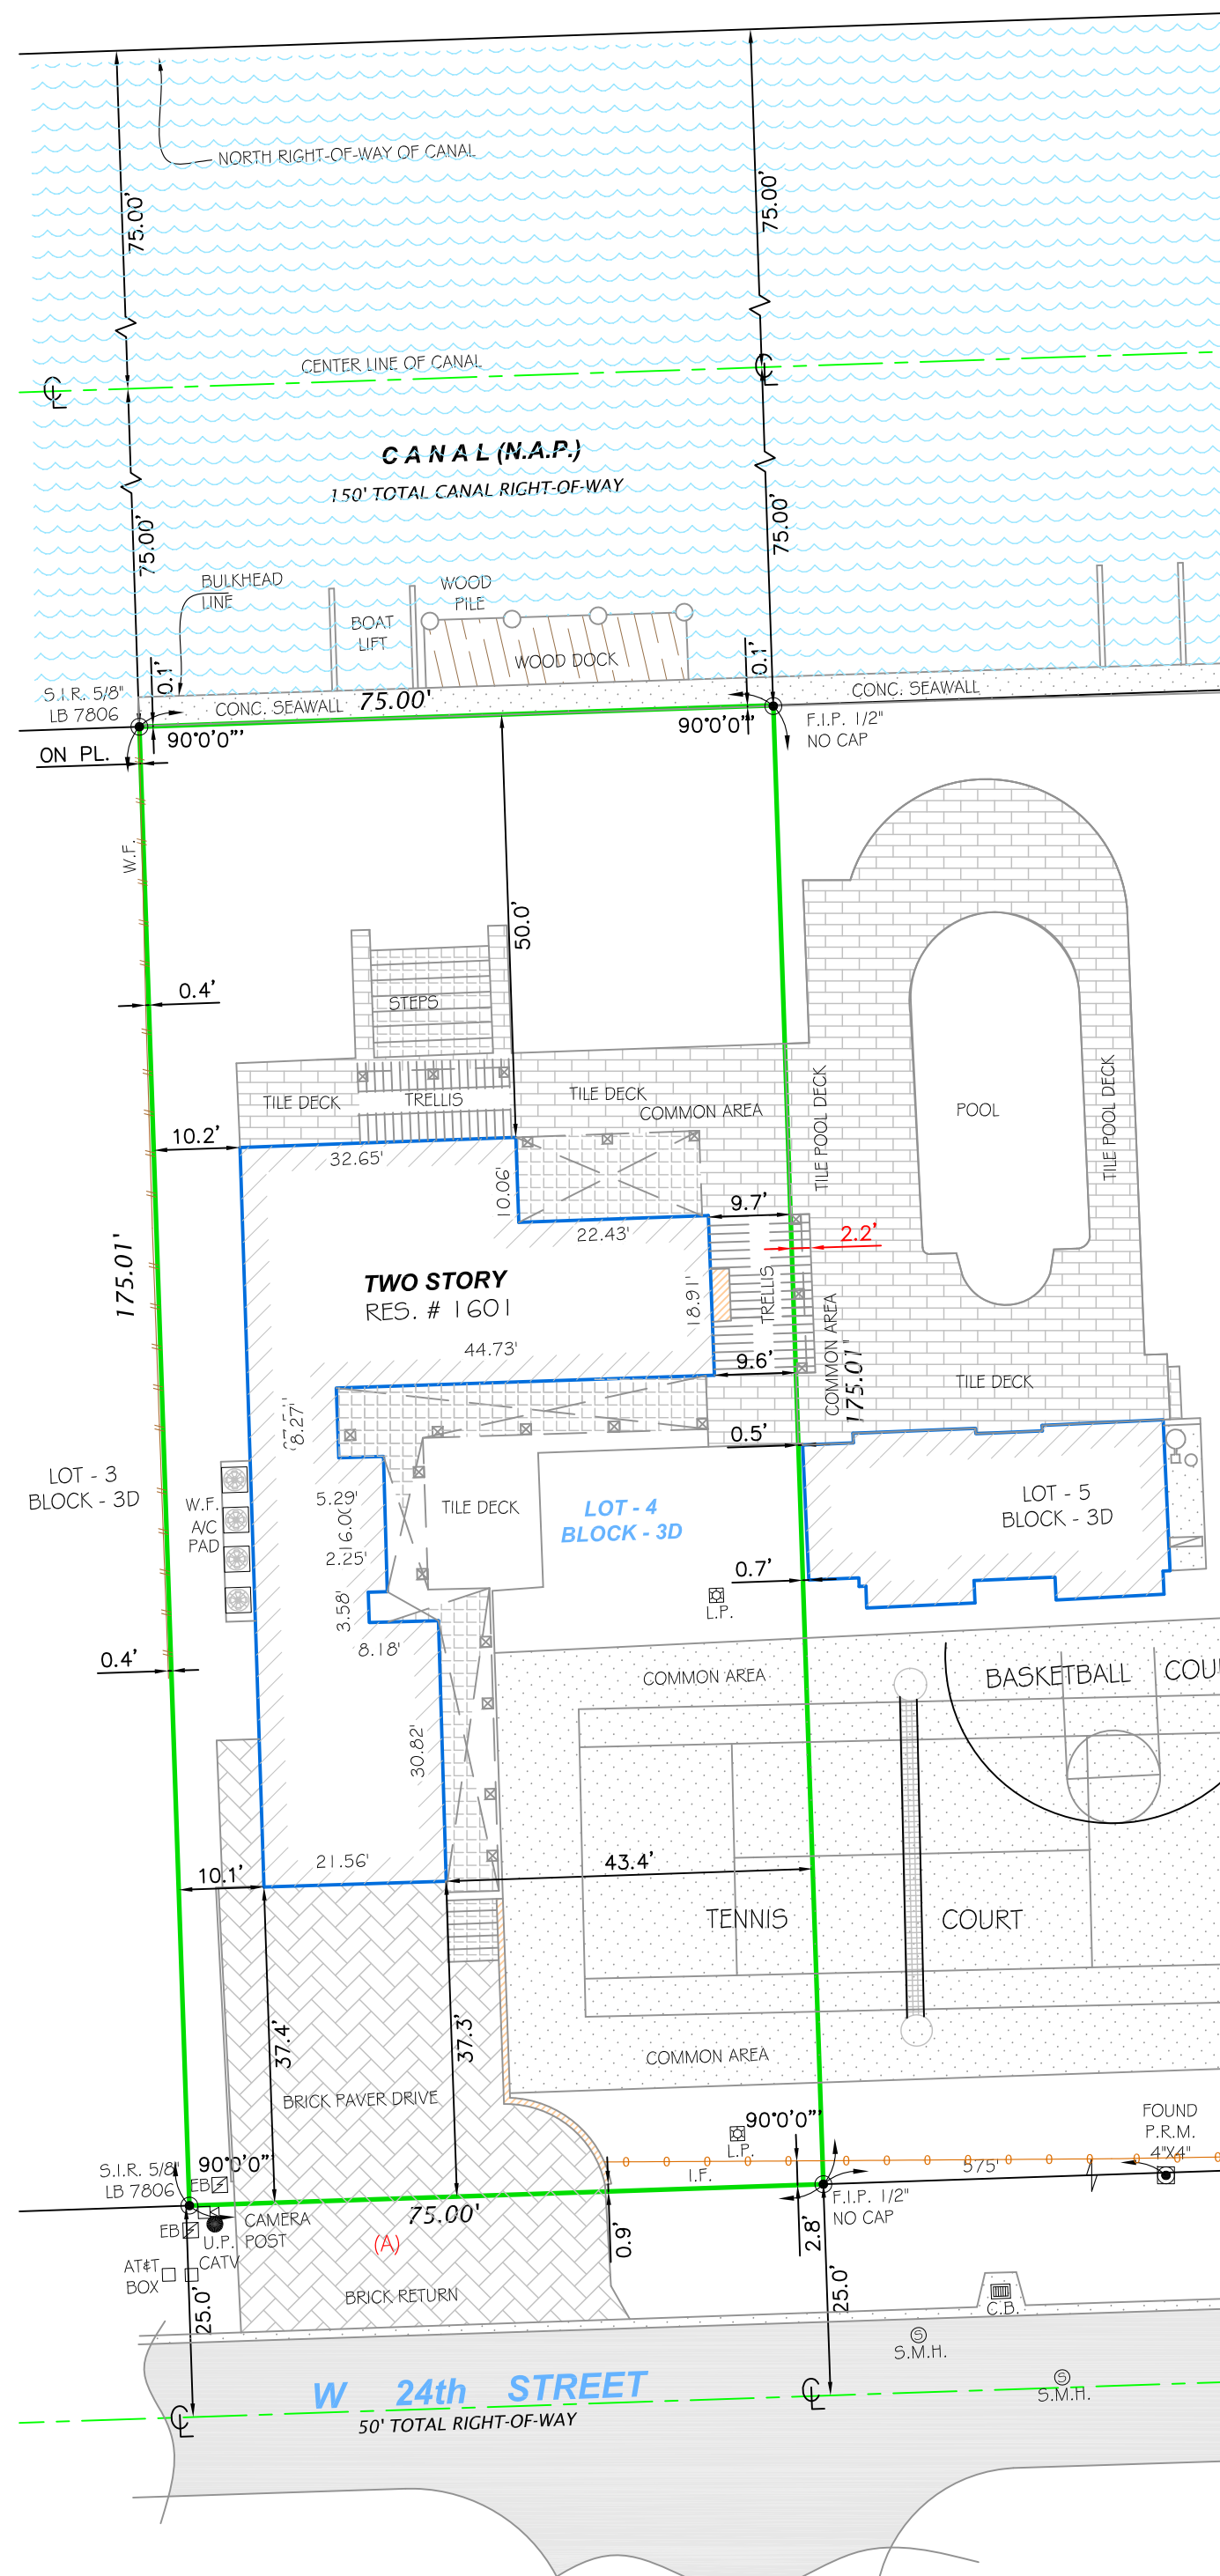 NORTH RIGHT-OF-WAY OF CANAL
75.00'
75.00'
CENTER LINE OF CANAL
CANAL (N.A.P.)
150' TOTAL CANAL RIGHT-OF-WAY
75.00'
75.00'
BULKHEAD
LINE
BOAT
LIFT
WOOD
PILE
WOOD DOCK
0.1'
0.1'
S.I.R. 5/8"
LB 7806
CONC. SEAWALL
75.00'
CONC. SEAWALL
90°0'0"'
90°0'0"'
F.I.P. 1/2"
NO CAP
ON PL.
W.F.
50.0'
0.4'
STEPS
TILE DECK
TRELLIS
TILE DECK
COMMON AREA
TILE POOL DECK
POOL
TILE POOL DECK
10.2'
32.65'
10.06'
22.43'
9.7'
2.2'
175.01'
TWO STORY
RES. # 1601
18.91'
TRELLIS
COMMON AREA
175.01"
44.73'
9.6'
TILE DECK
8.27'
0.5'
LOT - 3
BLOCK - 3D
W.F.
A/C
PAD
5.29'
16.00
2.25'
TILE DECK
LOT - 4
BLOCK - 3D
LOT - 5
BLOCK - 3D
0.7'
L.P.
3.58'
8.18'
0.4'
COMMON AREA
BASKETBALL COU
30.82'
21.56'
10.1'
43.4'
TENNIS COURT
37.4'
37.3'
COMMON AREA
BRICK PAVER DRIVE
90°0'0"'
L.P.
FOUND
P.R.M.
4"X4"
S.I.R. 5/8"
LB 7806
90°0'0"'
EB
I.F.
575'
75.00'
F.I.P. 1/2"
NO CAP
EB
U.P.
CATV
CAMERA
POST
(A)
0.9'
2.8'
AT&T
BOX
25.0'
BRICK RETURN
25.0'
C.B.
S
S.M.H.
S
S.M.H.
W 24th STREET
50' TOTAL RIGHT-OF-WAY